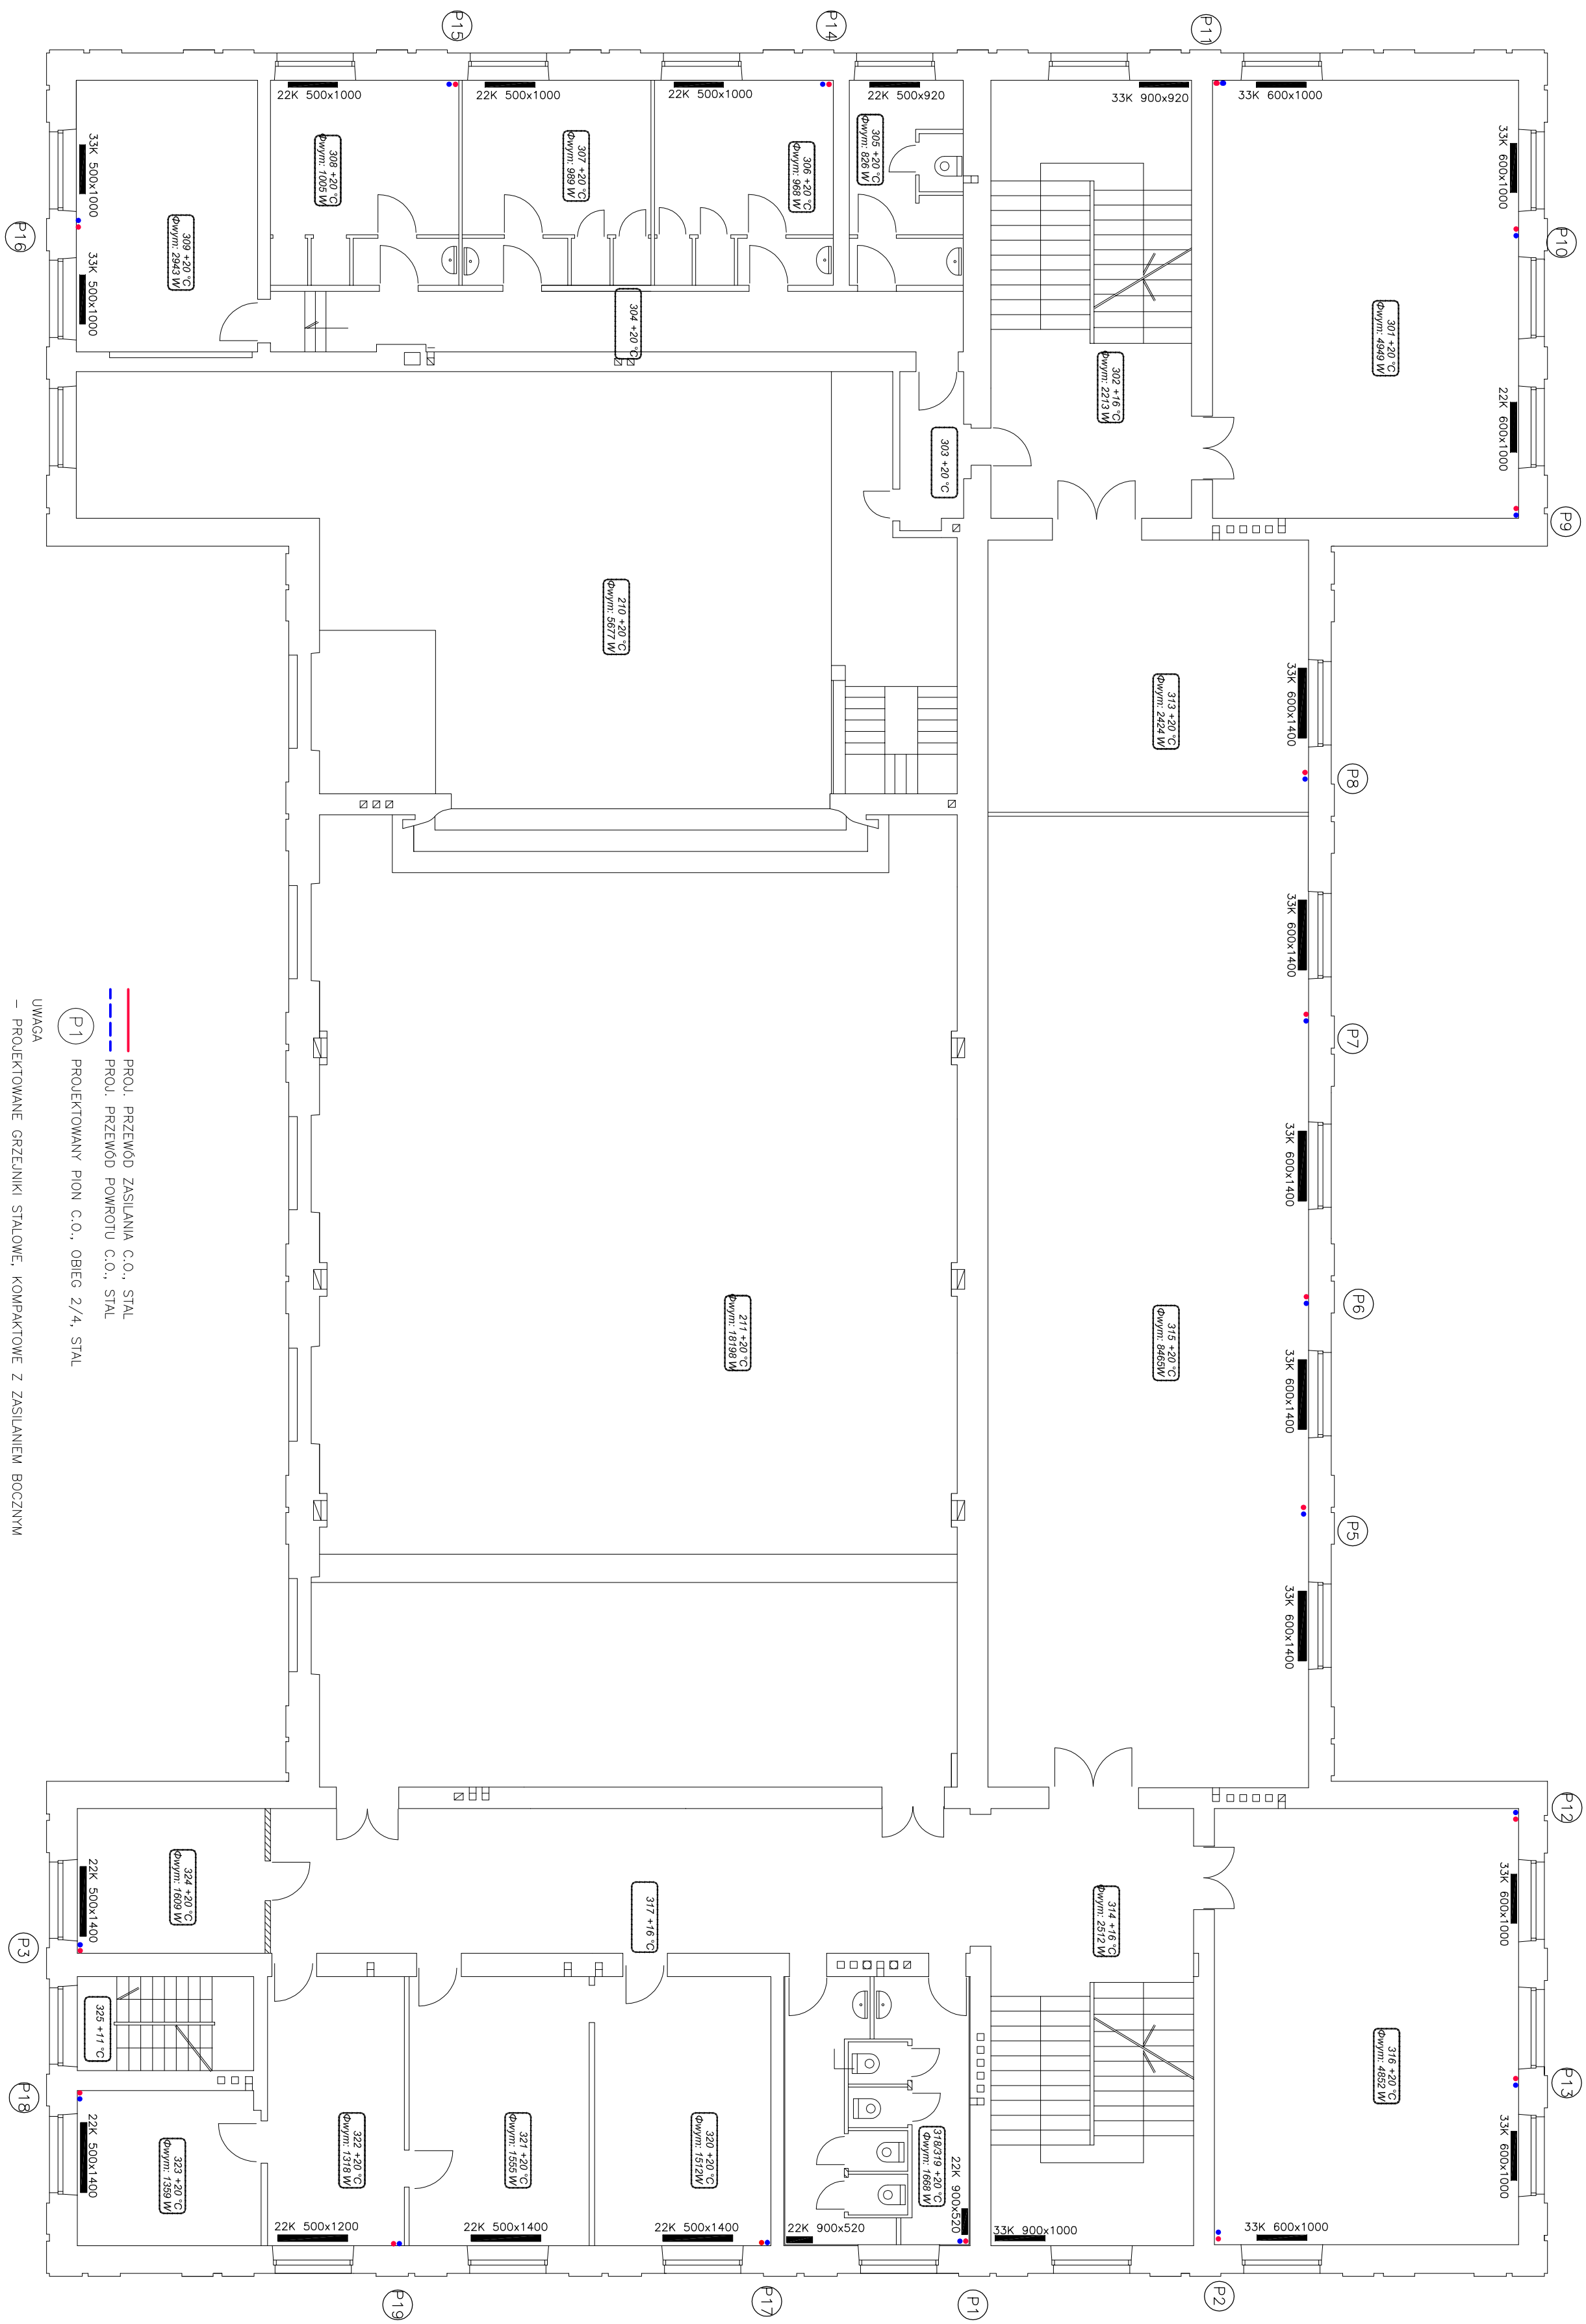 P15
P14
P11
22K 500x1000
22K 500x1000
22K 500x1000
22K 500x920
33K 900x920
33K 600x1000
33K 500x1000
308 +20 °C
Φwym: 1005 W
307 +20 °C
Φwym: 989 W
306 +20 °C
Φwym: 968 W
305 +20 °C
Φwym: 826 W
33K 600x1000
P16
309 +20 °C
Φwym: 2943 W
P10
33K 500x1000
304 +20 °C
302 +16 °C
Φwym: 2213 W
301 +20 °C
Φwym: 4949 W
22K 600x1000
303 +20 °C
P9
210 +20 °C
Φwym: 5677 W
313 +20 °C
Φwym: 2424 W
33K 600x1400
P8
33K 600x1400
P7
33K 600x1400
P6
211 +20 °C
Φwym: 18198 W
315 +20 °C
Φwym: 8465W
33K 600x1400
P5
33K 600x1400
PROJ. PRZEWÓD ZASILANIA C.O., STAL
PROJ. PRZEWÓD POWROTU C.O., STAL
P1
PROJEKTOWANY PION C.O., OBIEG 2/4, STAL
UWAGA
- PROJEKTOWANE GRZEJNIKI STALOWE, KOMPAKTOWE Z ZASILANIEM BOCZNYM
P12
22K 500x1400
324 +20 °C
Φwym: 1609 W
317 +16 °C
314 +16 °C
Φwym: 2512 W
33K 600x1000
P3
325 +11 °C
316 +20 °C
Φwym: 4852 W
P13
P18
22K 500x1400
323 +20 °C
Φwym: 1359 W
322 +20 °C
Φwym: 1318 W
321 +20 °C
Φwym: 1555 W
320 +20 °C
Φwym: 1512W
318/319 +20 °C
Φwym: 1668 W
22K 900x520
33K 600x1000
22K 500x1200
22K 500x1400
22K 500x1400
22K 900x520
33K 900x1000
33K 600x1000
P19
P17
P1
P2